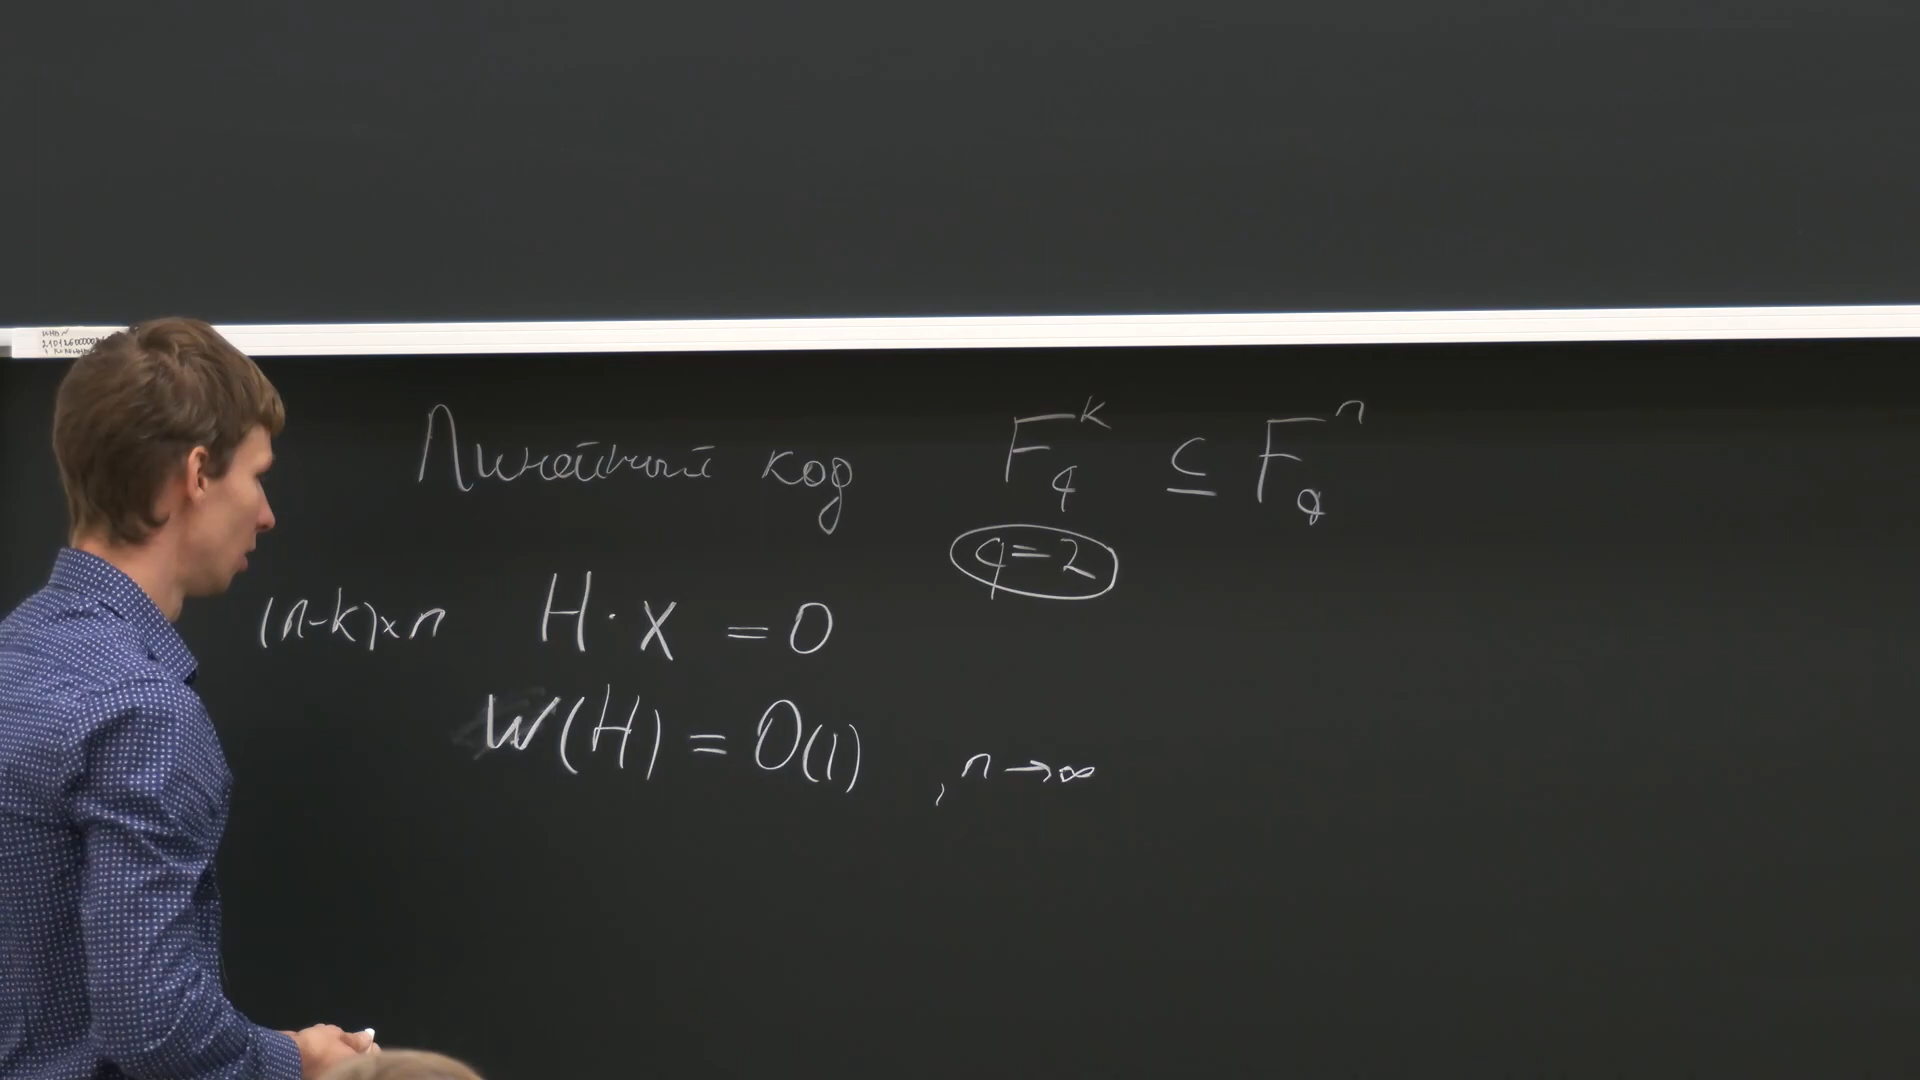 Линейный код F_q^k ⊆ F_q^n
q=2
(n-k)×n H·x = 0
W(H) = O(1) , n→∞